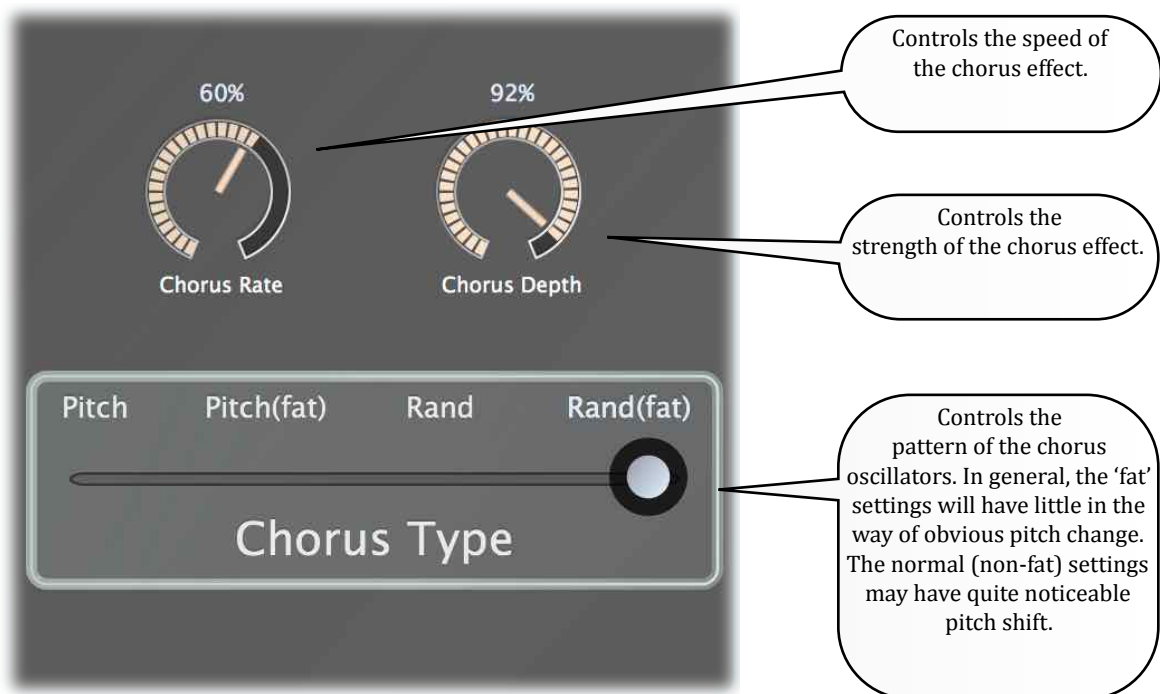 Controls the speed of
the chorus effect.
60%
92%
Chorus Rate
Chorus Depth
Controls the
strength of the chorus effect.
Pitch
Pitch(fat)
Rand
Rand(fat)
Chorus Type
Controls the
pattern of the chorus
oscillators. In general, the ‘fat’
settings will have little in the
way of obvious pitch change.
The normal (non-fat) settings
may have quite noticeable
pitch shift.